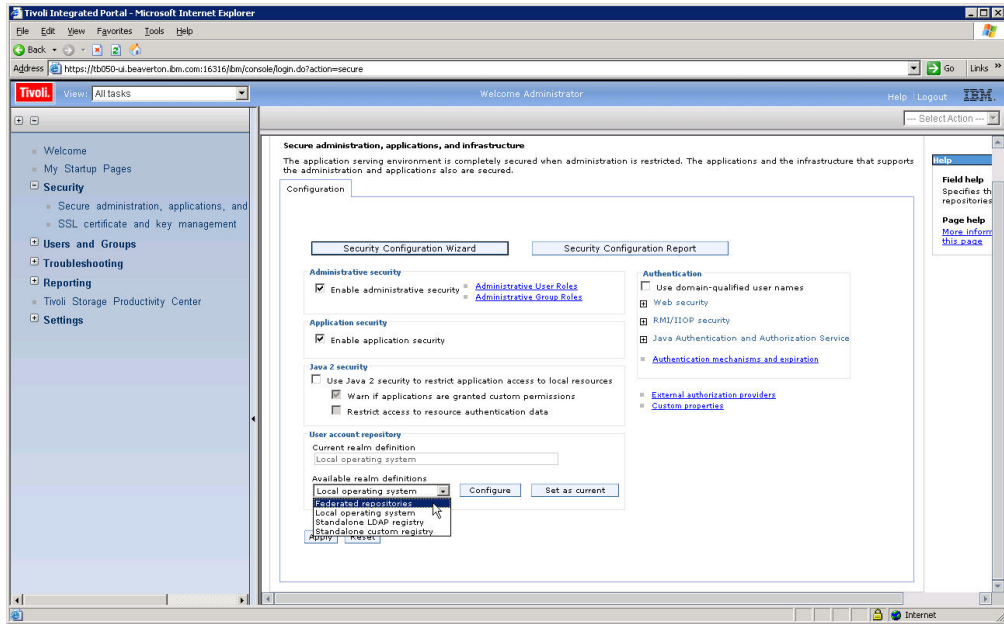 Tivoli Integrated Portal - Microsoft Internet Explorer
File Edit View Favorites Tools Help
Back
Address https://tb050-ui.beaverton.ibm.com:16316/ibm/console/login.do?action=secure Go Links »
Tivoli. View: All tasks Welcome Administrator Help Logout IBM.
--- Select Action ---
Welcome
My Startup Pages
Security
Secure administration, applications, and
SSL certificate and key management
Users and Groups
Troubleshooting
Reporting
Tivoli Storage Productivity Center
Settings
Secure administration, applications, and infrastructure
The application serving environment is completely secured when administration is restricted. The applications and the infrastructure that supports
the administration and applications also are secured.
Configuration
Security Configuration Wizard Security Configuration Report
Administrative security
Enable administrative security
Administrative User Roles
Administrative Group Roles
Application security
Enable application security
Java 2 security
Use Java 2 security to restrict application access to local resources
Warn if applications are granted custom permissions
Restrict access to resource authentication data
User account repository
Current realm definition
Local operating system
Available realm definitions
Local operating system Configure Set as current
Federated repositories
Local operating system
Standalone LDAP registry
Standalone custom registry
Apply Reset
Authentication
Use domain-qualified user names
Web security
RMI/IIOP security
Java Authentication and Authorization Service
Authentication mechanisms and expiration
External authorization providers
Custom properties
Help
Field help
Specifies th
repositories
Page help
More inform
this page
Internet